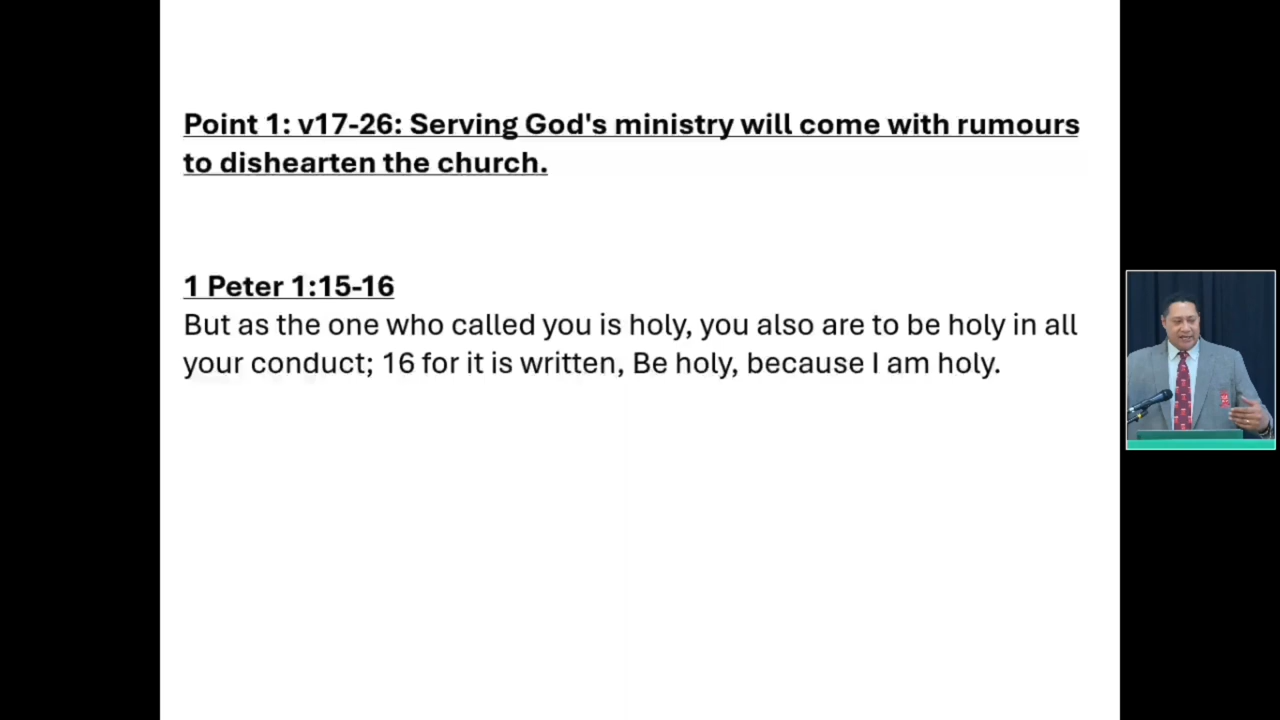 Point 1: v17-26: Serving God's ministry will come with rumours
to dishearten the church.
1 Peter 1:15-16
But as the one who called you is holy, you also are to be holy in all
your conduct; 16 for it is written, Be holy, because I am holy.